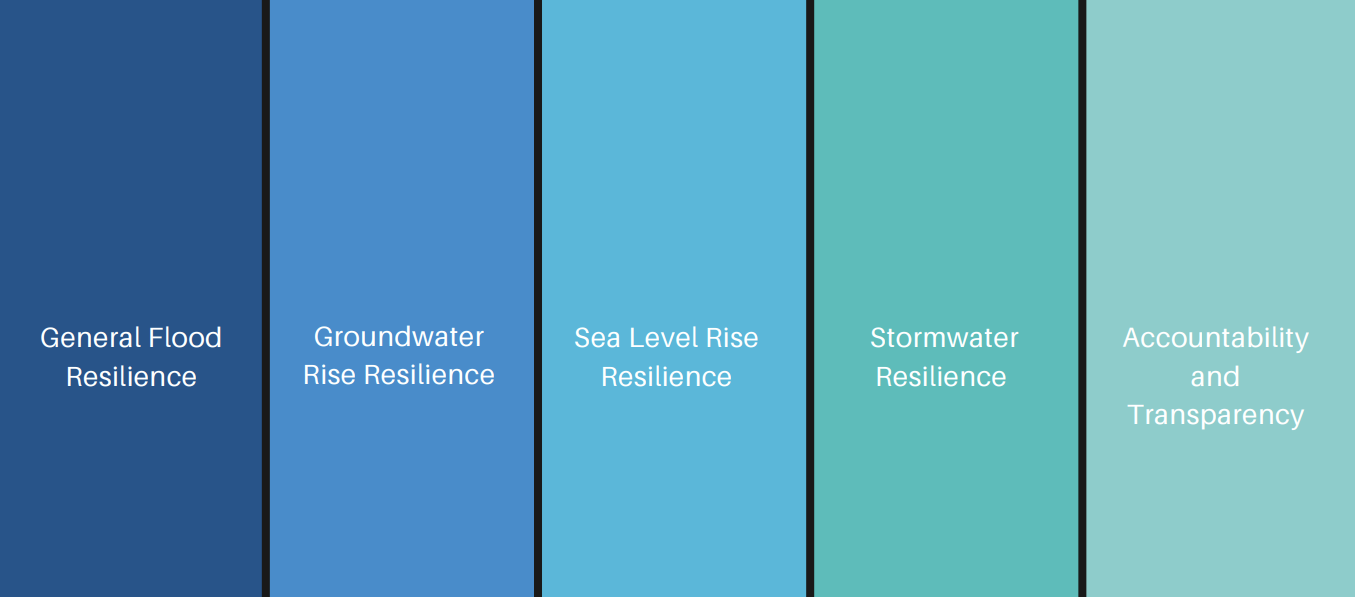 General Flood
Resilience
Groundwater
Rise Resilience
Sea Level Rise
Resilience
Stormwater
Resilience
Accountability
and
Transparency